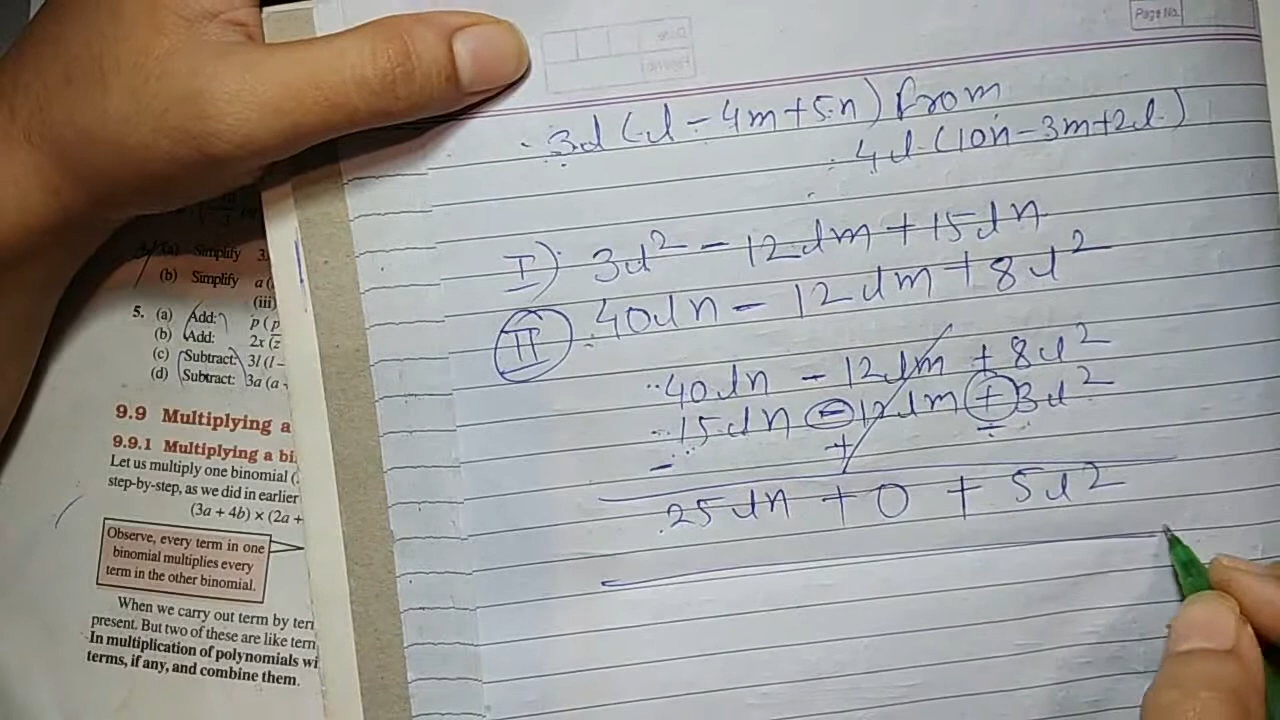 Page No.
3l (l - 4m + 5n) from
4l (10n - 3m + 2l)
I) 3l² - 12lm + 15ln
II 40ln - 12lm + 8l²
40ln - 12lm + 8l²
15ln - 12lm + 3l²
- + -
25ln + 0 + 5l²
(a) Simplify 3
(b) Simplify a (
(iii)
5. (a) Add: p ( p
(b) Add: 2x (z
(c) Subtract: 3l (l –
(d) Subtract: 3a (a +
9.9 Multiplying a
9.9.1 Multiplying a bi
Let us multiply one binomial (
step-by-step, as we did in earlier
(3a + 4b) × (2a +
Observe, every term in one
binomial multiplies every
term in the other binomial.
When we carry out term by ter
present. But two of these are like term
In multiplication of polynomials wi
terms, if any, and combine them.